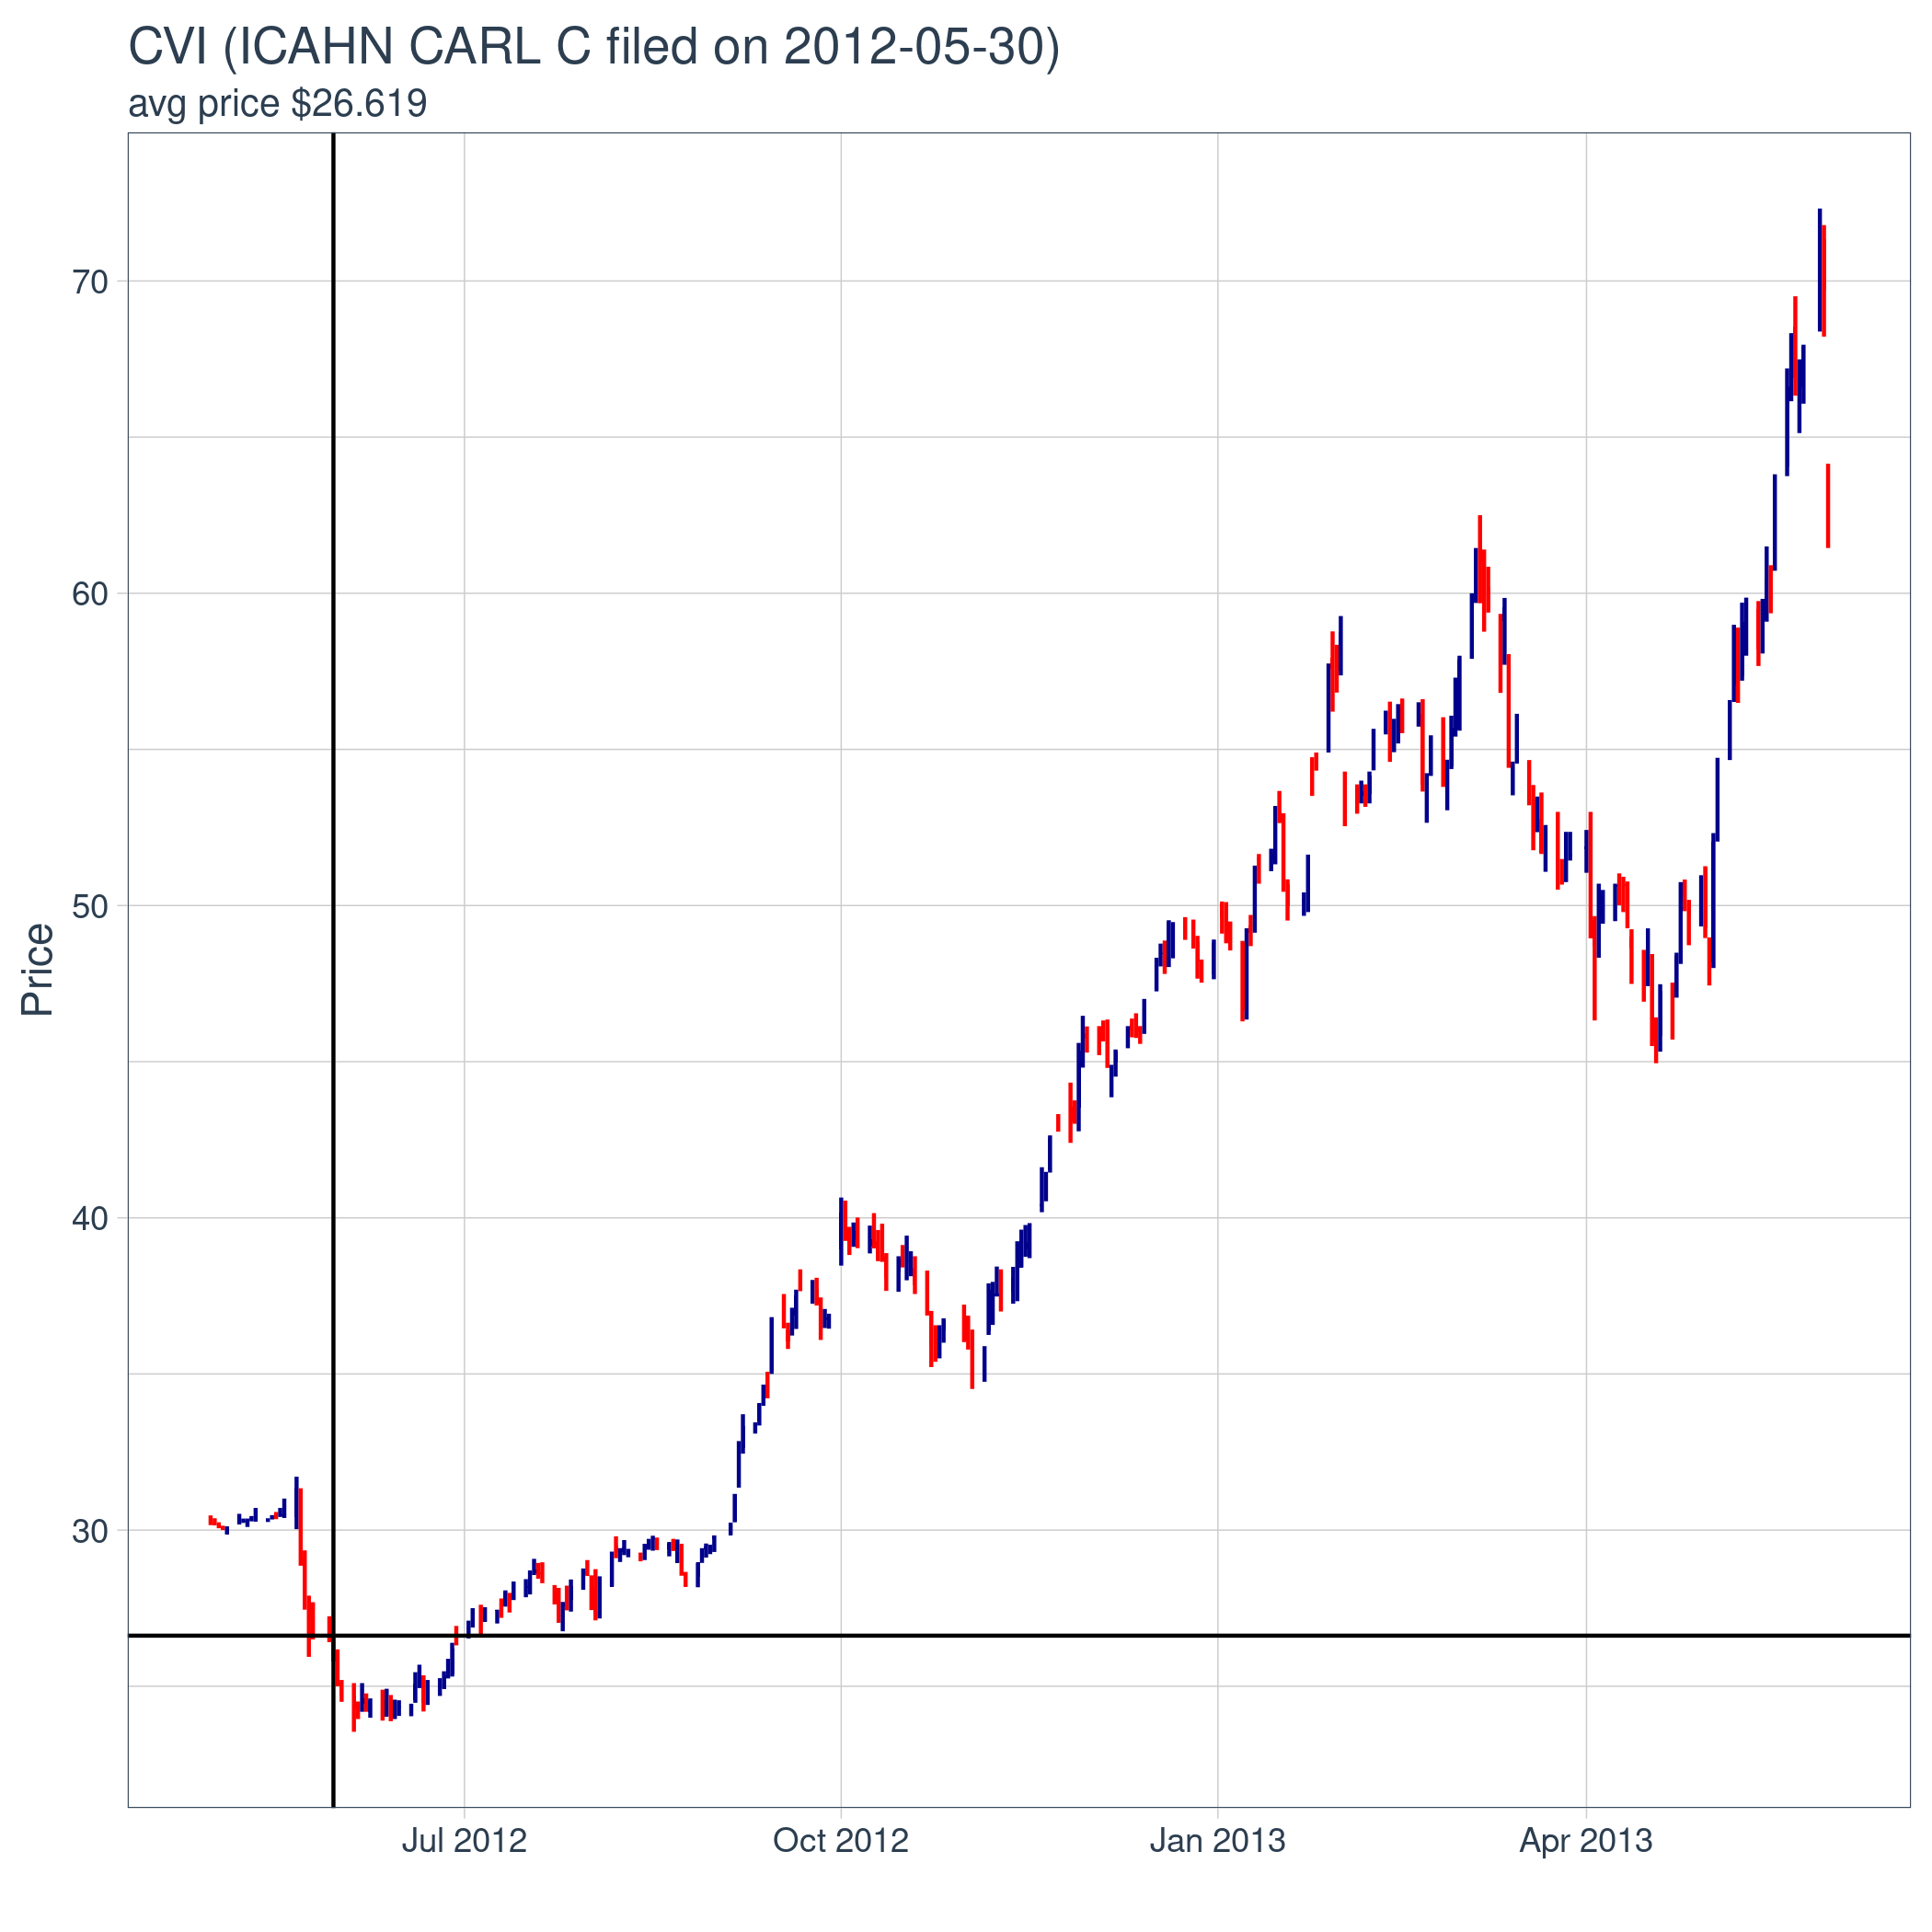 CVI (ICAHN CARL C filed on 2012-05-30)
avg price $26.619
Price
70
60
50
40
30
Jul 2012
Oct 2012
Jan 2013
Apr 2013